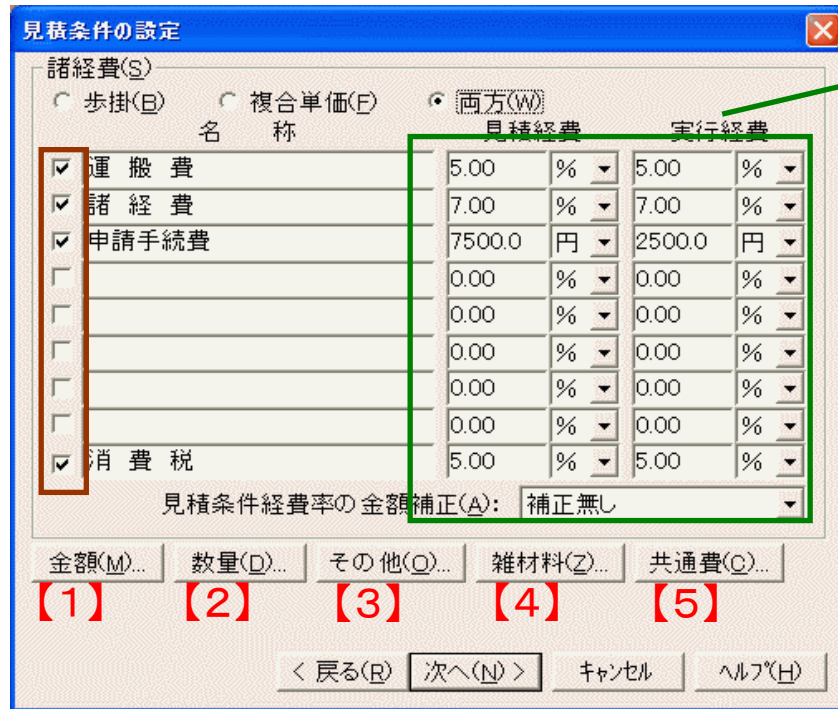 見積条件の設定
諸経費(S)
歩掛(B) 複合単価(F) 両方(W)
名 称 見積経費 実行経費
運 搬 費 5.00 % 5.00 %
諸 経 費 7.00 % 7.00 %
申請手続費 7500.0 円 2500.0 円
0.00 % 0.00 %
0.00 % 0.00 %
0.00 % 0.00 %
0.00 % 0.00 %
0.00 % 0.00 %
消 費 税 5.00 % 5.00 %
見積条件経費率の金額補正(A): 補正無し
金額(M)... 数量(D)... その他(O)... 雑材料(Z)... 共通費(C)...
【1】 【2】 【3】 【4】 【5】
< 戻る(R) 次へ(N) > キャンセル ヘルプ(H)